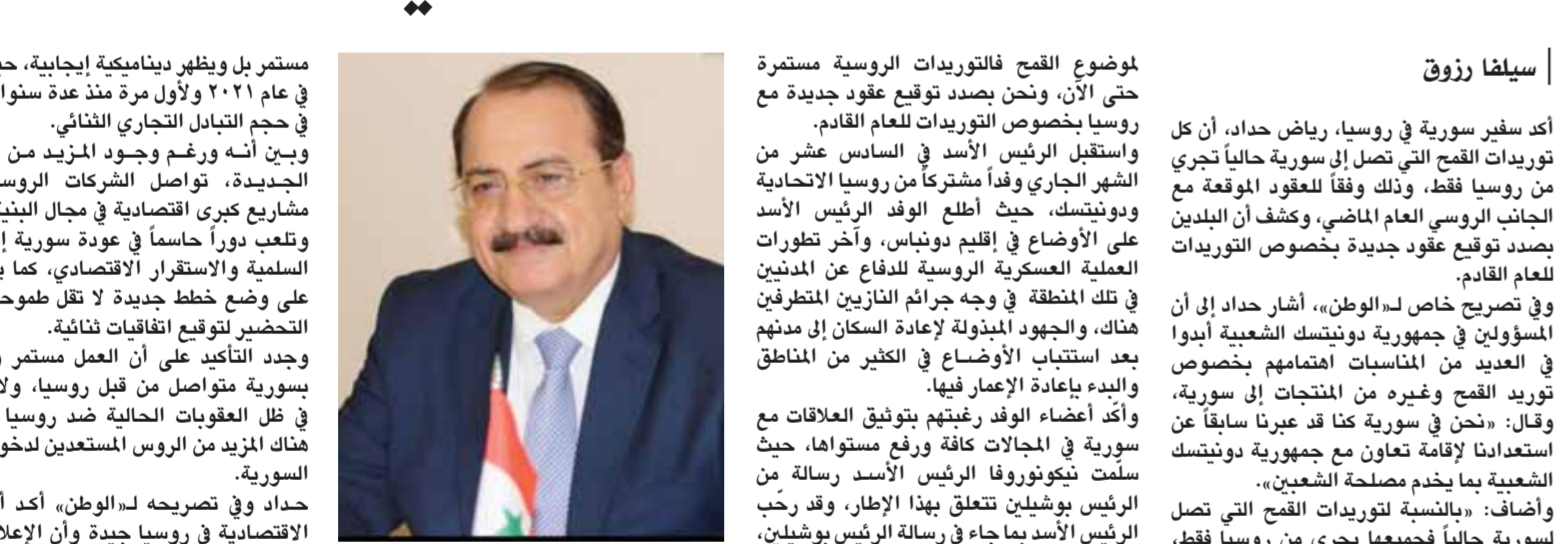 سيلفا رزوق
أكد سفير سورية في روسيا، رياض حداد، أن كل
توريدات القمح التي تصل إلى سورية حالياً تجري
من روسيا فقط، وذلك وفقاً للعقود الموقعة مع
الجانب الروسي العام الماضي، وكشف أن البلدين
بصدد توقيع عقود جديدة بخصوص التوريدات
للعام القادم.
وفي تصريح خاص لـ«الوطن»، أشار حداد إلى أن
المسؤولين في جمهورية دونيتسك الشعبية أبدوا
في العديد من المناسبات اهتمامهم بخصوص
توريد القمح وغيره من المنتجات إلى سورية،
وقال: «نحن في سورية كنا قد عبرنا سابقاً عن
استعدادنا لإقامة تعاون مع جمهورية دونيتسك
الشعبية بما يخدم مصلحة الشعبين».
وأضاف: «بالنسبة لتوريدات القمح التي تصل
لسورية حالياً فجميعها يجري من روسيا فقط،
لموضوع القمح فالتوريدات الروسية مستمرة
حتى الآن، ونحن بصدد توقيع عقود جديدة مع
روسيا بخصوص التوريدات للعام القادم.
واستقبل الرئيس الأسد في السادس عشر من
الشهر الجاري وفداً مشتركاً من روسيا الاتحادية
ودونيتسك، حيث أطلع الوفد الرئيس الأسد
على الأوضاع في إقليم دونباس، وآخر تطورات
العملية العسكرية الروسية للدفاع عن المدنيين
في تلك المنطقة في وجه جرائم النازيين المتطرفين
هناك، والجهود المبذولة لإعادة السكان إلى مدنهم
بعد استتباب الأوضاع في الكثير من المناطق
والبدء بإعادة الإعمار فيها.
وأكّد أعضاء الوفد رغبتهم بتوثيق العلاقات مع
سورية في المجالات كافة ورفع مستواها، حيث
سلّمت نيكونوروفا الرئيس الأسد رسالة من
الرئيس بوشيلين تتعلق بهذا الإطار، وقد رحّب
الرئيس الأسد بما جاء في رسالة الرئيس بوشيلين،
مستمر بل ويظهر ديناميكية إيجابية،
في عام ٢٠٢١ ولأول مرة منذ عدة
في حجم التبادل التجاري الثنائي.
وبين أنه ورغم وجود المزيد من
الجديدة، تواصل الشركات
مشاريع كبرى اقتصادية في مجال
وتلعب دوراً حاسماً في عودة سورية
السلمية والاستقرار الاقتصادي، كما
على وضع خطط جديدة لا تقل
التحضير لتوقيع اتفاقيات ثنائية.
وجدد التأكيد على أن العمل مستمر
بسورية متواصل من قبل روسيا،
في ظل العقوبات الحالية ضد روسيا
هناك المزيد من الروس المستعدين
السورية.
حداد وفي تصريحه لـ«الوطن» أكد
الاقتصادية في روسيا جيدة وأن